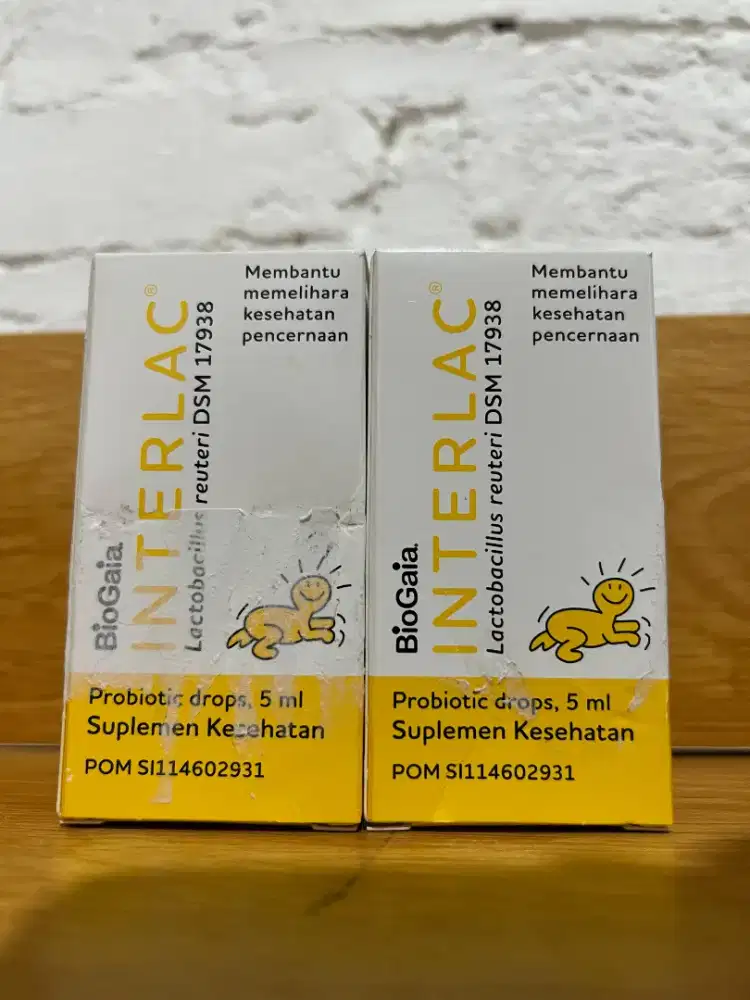 Membantu
memelihara
kesehatan
pencernaan
BioGaia
INTERLAC®
Lactobacillus reuteri DSM 17938
Probiotic drops, 5 ml
Suplemen Kesehatan
POM SI114602931
Membantu
memelihara
kesehatan
pencernaan
BioGaia
INTERLAC®
Lactobacillus reuteri DSM 17938
Probiotic drops, 5 ml
Suplemen Kesehatan
POM SI114602931